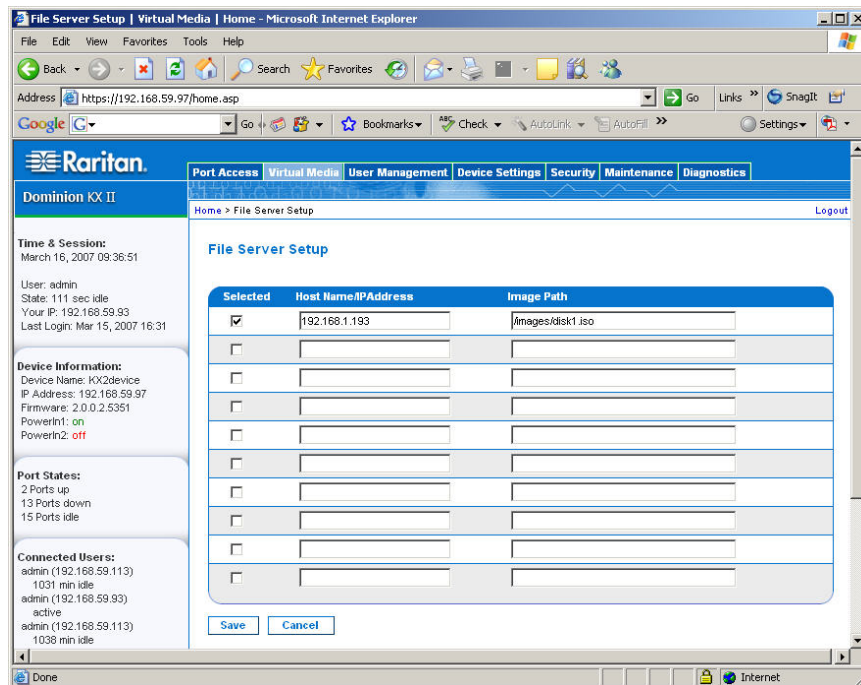 File Server Setup | Virtual Media | Home - Microsoft Internet Explorer
File Edit View Favorites Tools Help
Back Search Favorites
Address https://192.168.59.97/home.asp Go Links » SnagIt
Google G Go Bookmarks ABC Check AutoLink AutoFill » Settings
Raritan.
Dominion KX II
Port Access Virtual Media User Management Device Settings Security Maintenance Diagnostics
Home > File Server Setup Logout
Time & Session:
March 16, 2007 09:36:51
User: admin
State: 111 sec idle
Your IP: 192.168.59.93
Last Login: Mar 15, 2007 16:31
Device Information:
Device Name: KX2device
IP Address: 192.168.59.97
Firmware: 2.0.0.2.5351
PowerIn1: on
PowerIn2: off
Port States:
2 Ports up
13 Ports down
15 Ports idle
Connected Users:
admin (192.168.59.113)
1031 min idle
admin (192.168.59.93)
active
admin (192.168.59.113)
1038 min idle
File Server Setup
Selected Host Name/IPAddress Image Path
192.168.1.193 /images/disk1.iso
Save Cancel
Done Internet